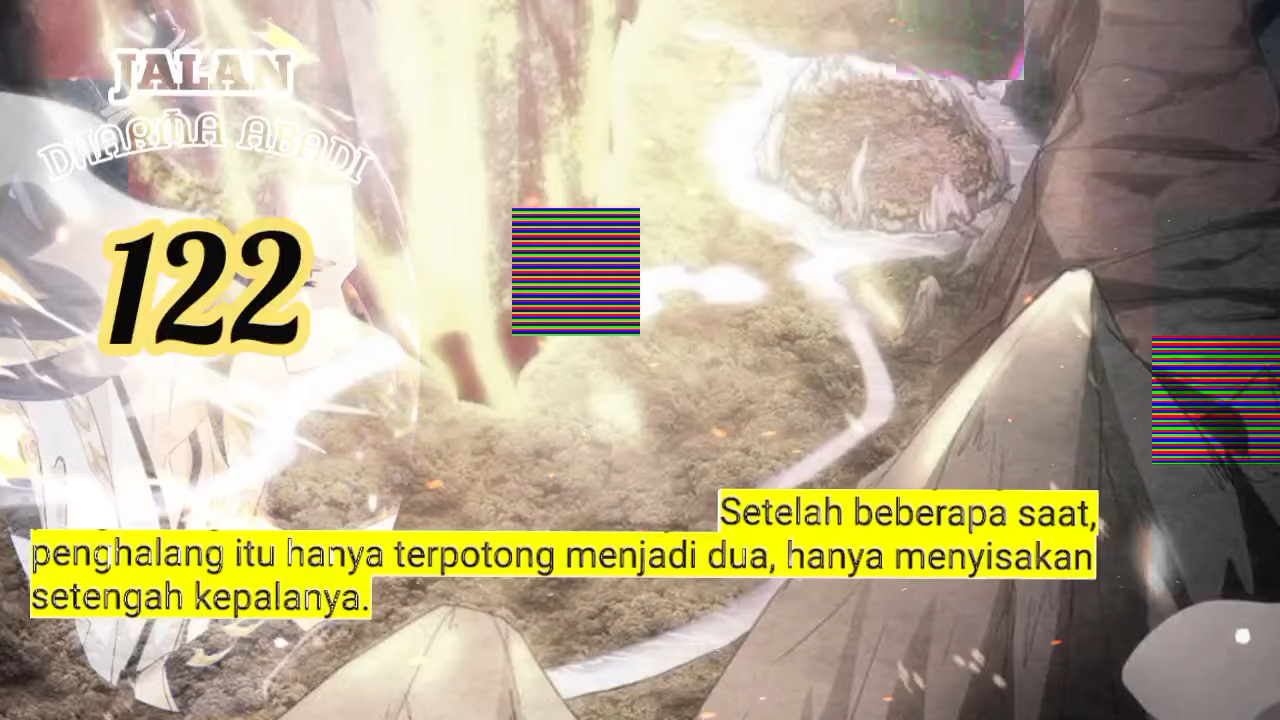 JALAN
DHARMA ABADI
122
Setelah beberapa saat,
penghalang itu hanya terpotong menjadi dua, hanya menyisakan
setengah kepalanya.